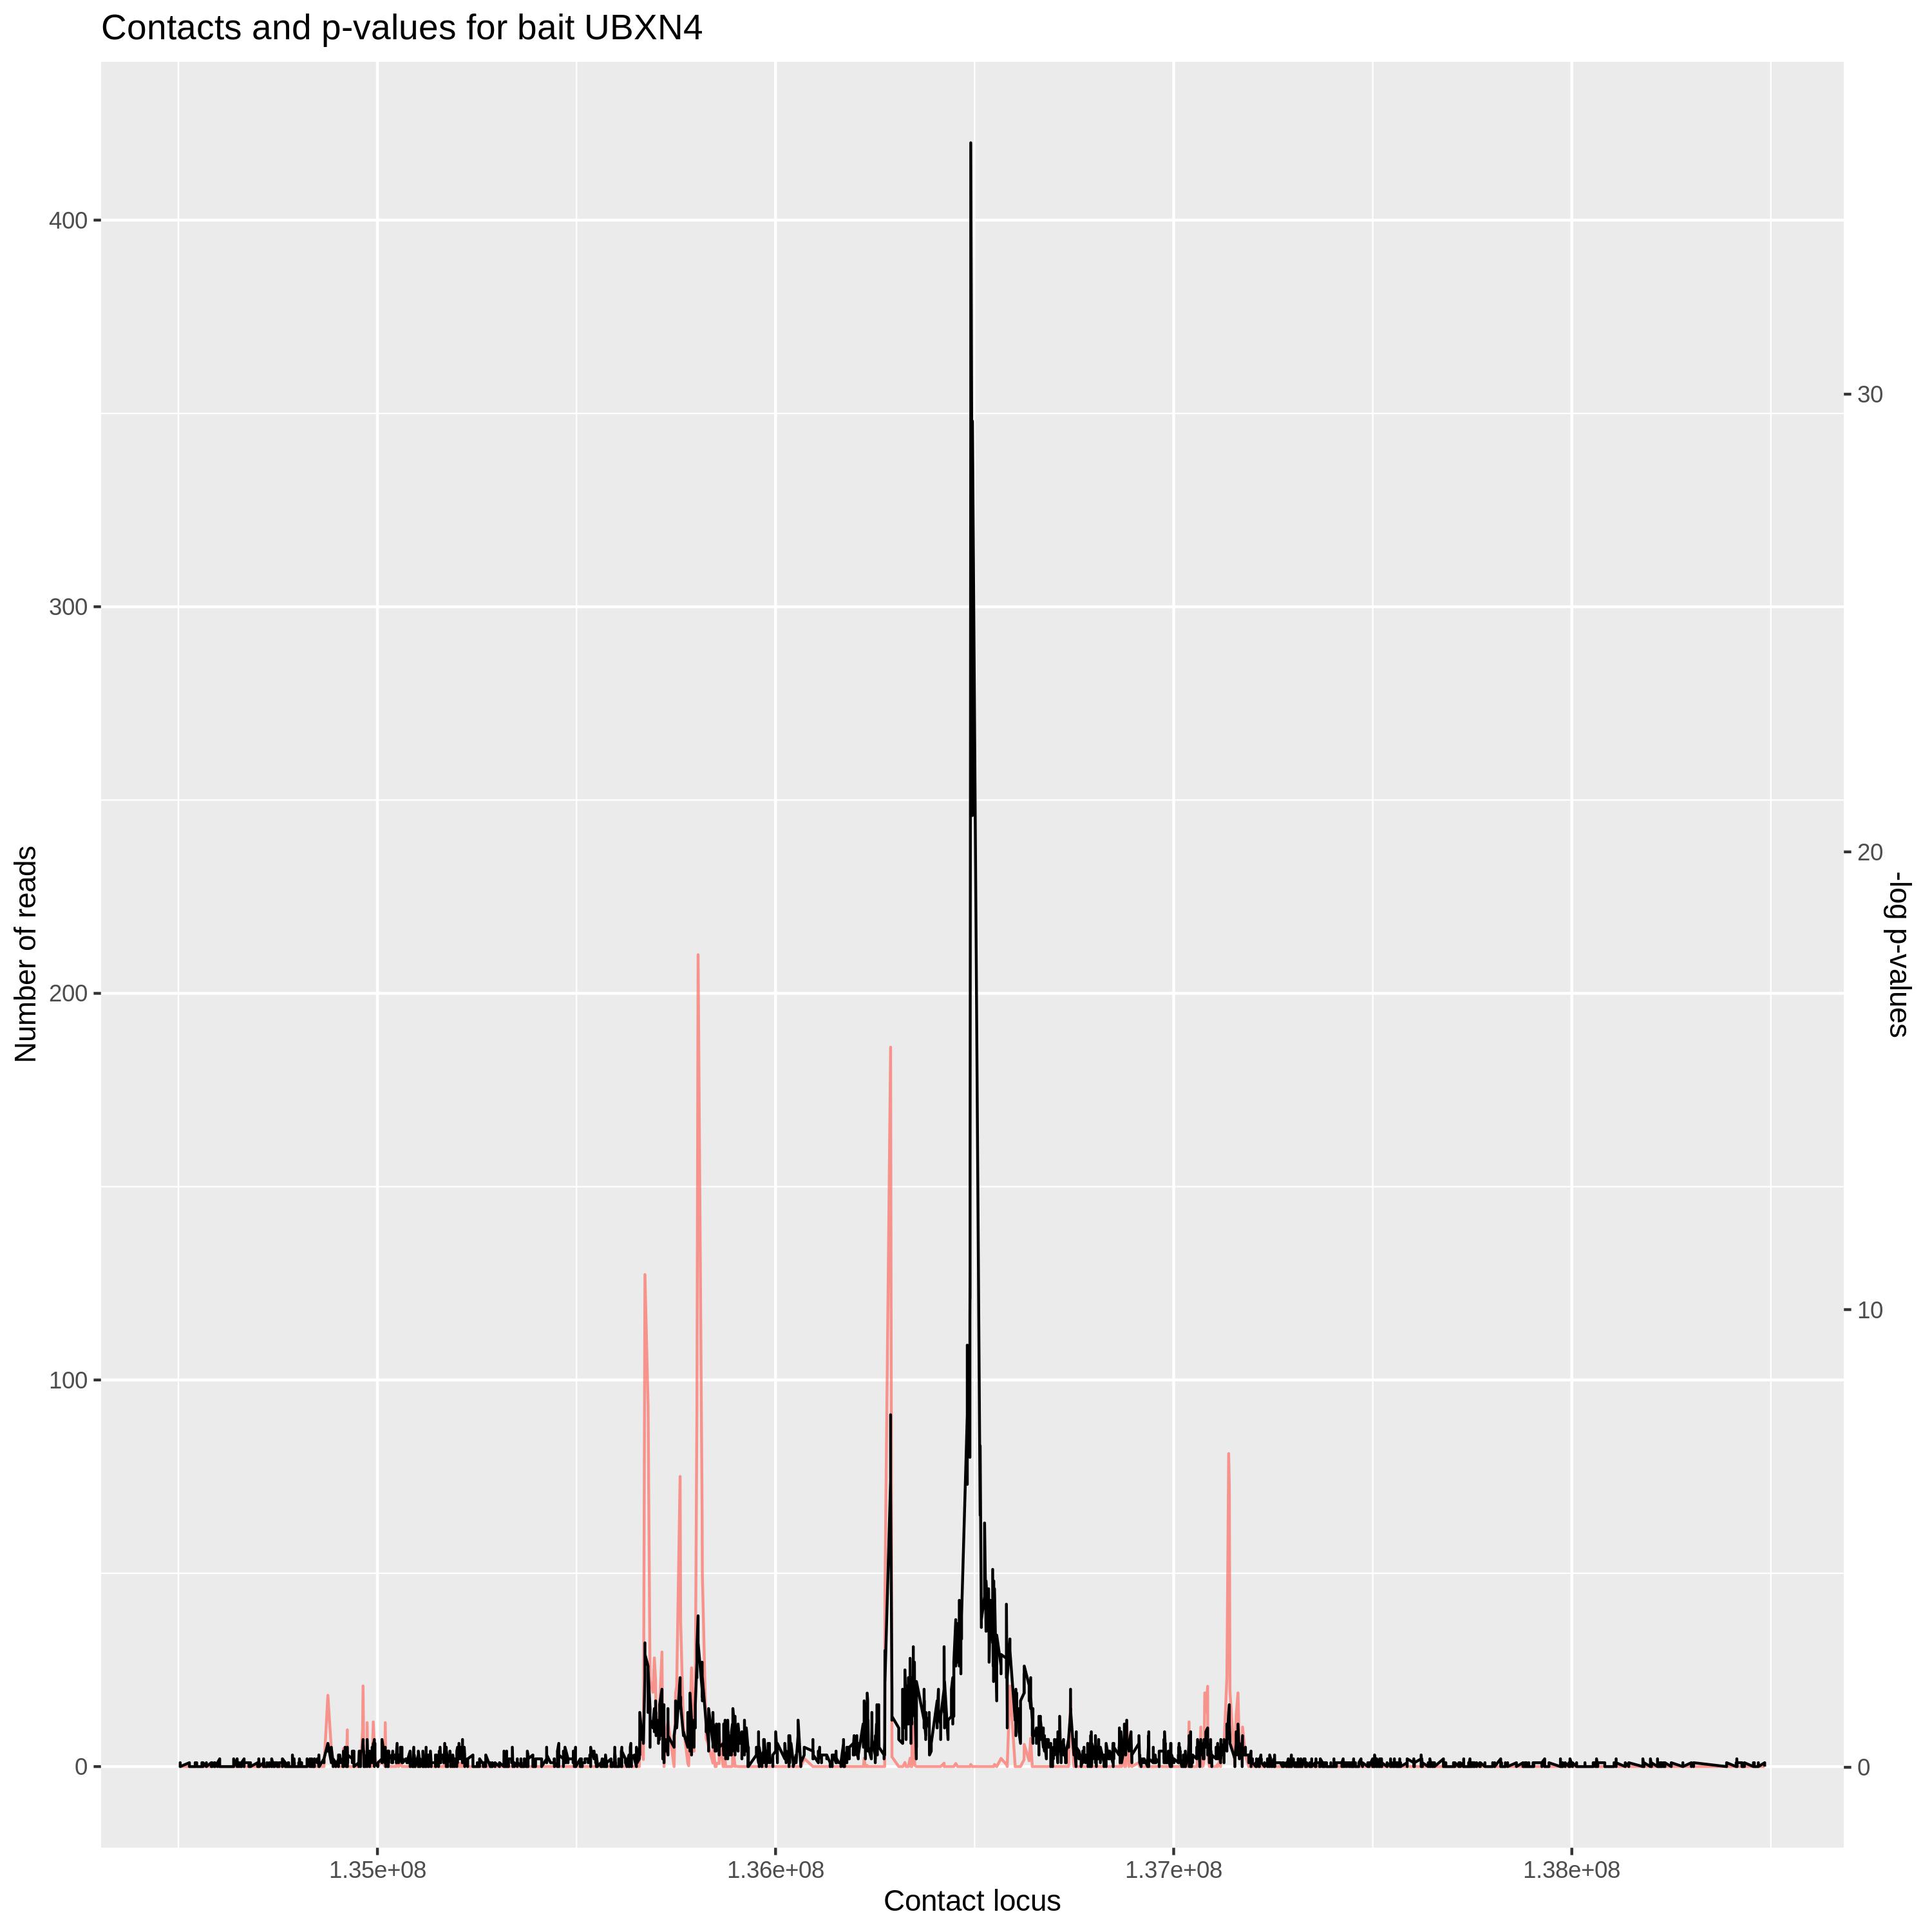 Contacts and p-values for bait UBXN4
400
300
200
100
0
Number of reads
30
20
10
0
-log p-values
1.35e+08
1.36e+08
1.37e+08
1.38e+08
Contact locus